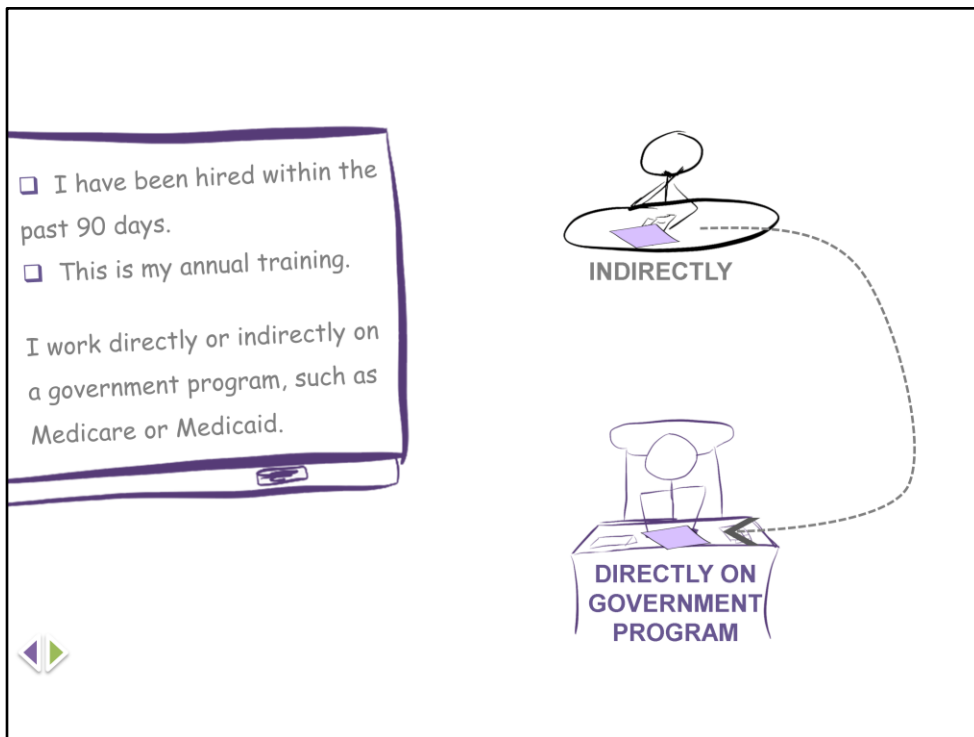 ❑ I have been hired within the
past 90 days.
❑ This is my annual training.
I work directly or indirectly on
a government program, such as
Medicare or Medicaid.
INDIRECTLY
DIRECTLY ON
GOVERNMENT
PROGRAM